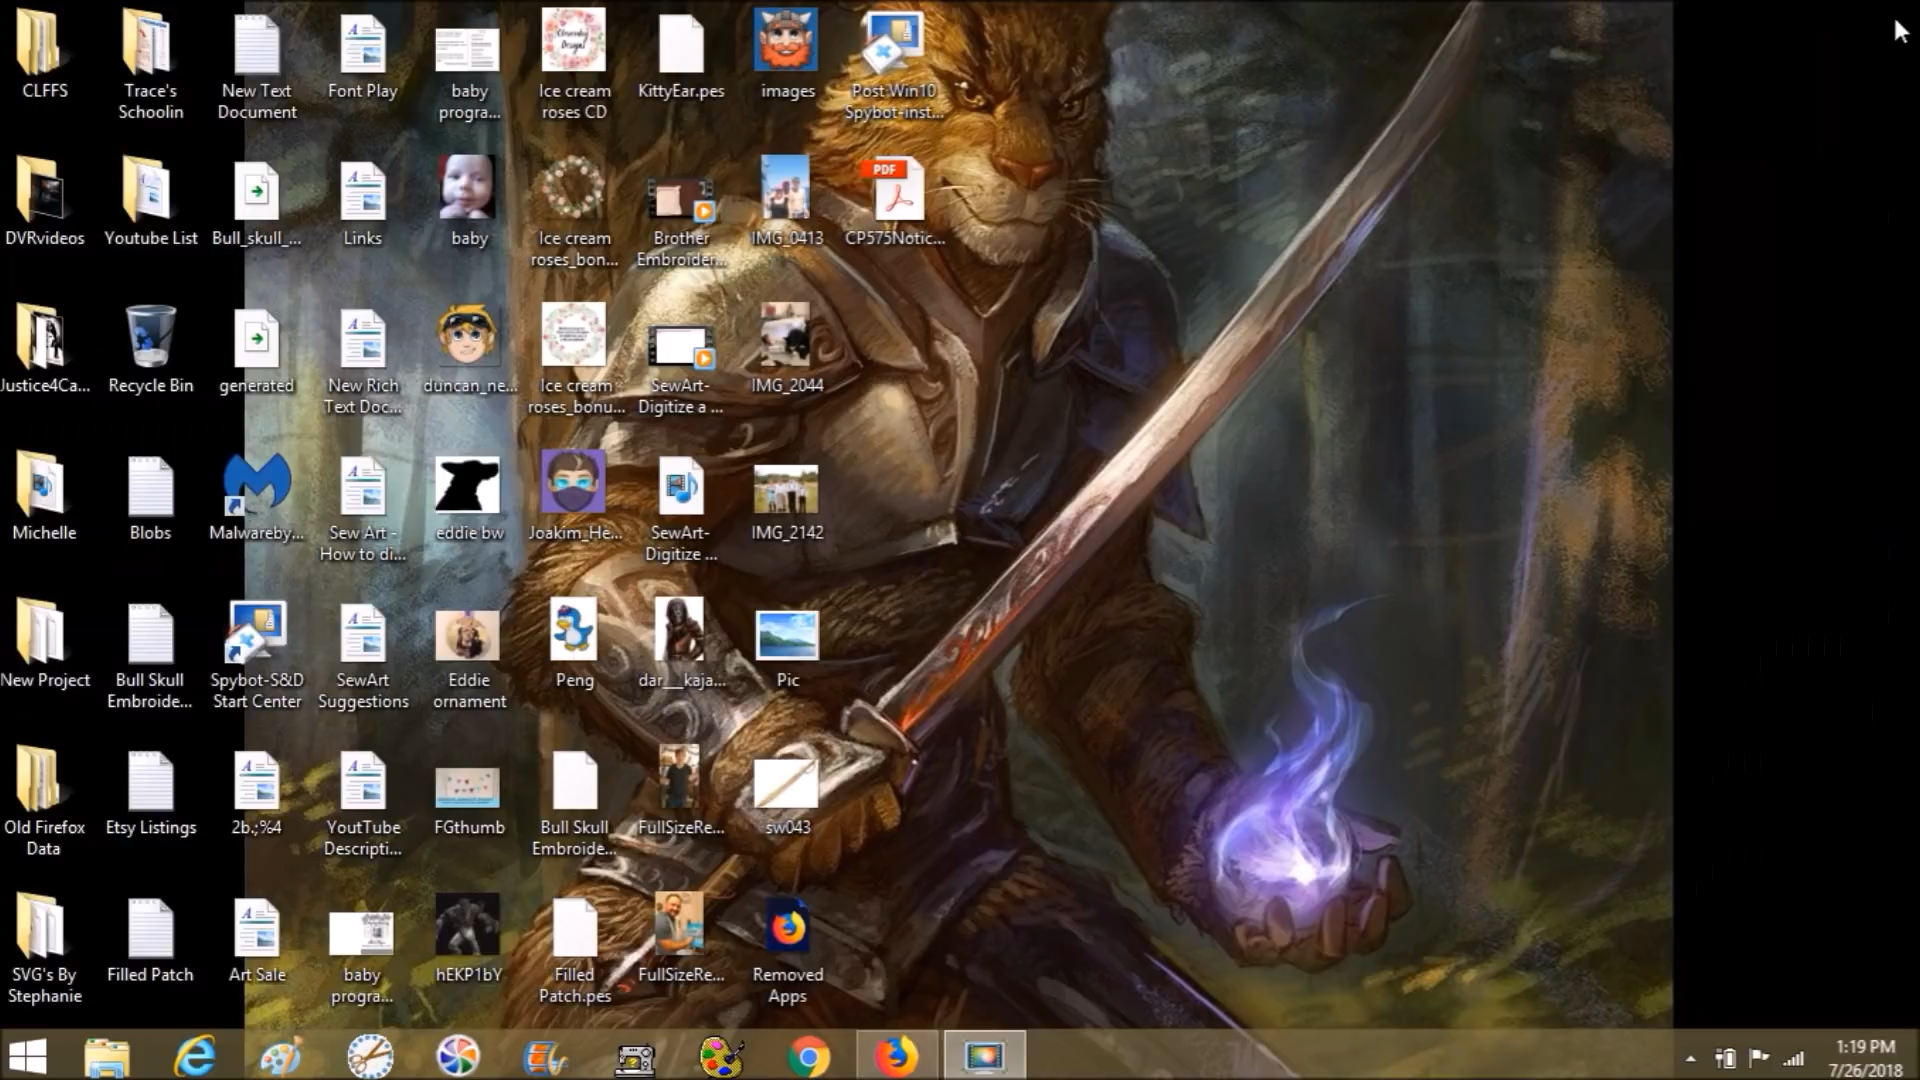 CLFFS
Trace's
Schoolin
New Text
Document
Font Play
baby
progra...
Ice cream
roses CD
KittyEar.pes
images
Post Win10
Spybot-inst...
DVRvideos
Youtube List
Bull_skull_...
Links
baby
Ice cream
roses_bon...
Brother
Embroider...
IMG_0413
PDF
CP575Notic...
Justice4Ca...
Recycle Bin
generated
New Rich
Text Doc...
duncan_ne...
Ice cream
roses_bonu...
SewArt-
Digitize a ...
IMG_2044
Michelle
Blobs
Malwareby...
Sew Art -
How to di...
eddie bw
Joakim_He...
SewArt-
Digitize ...
IMG_2142
New Project
Bull Skull
Embroide...
Spybot-S&D
Start Center
SewArt
Suggestions
Eddie
ornament
Peng
dar__kaja...
Pic
Old Firefox
Data
Etsy Listings
2b.;%4
YoutTube
Descripti...
FGthumb
Bull Skull
Embroide...
FullSizeRe...
sw043
SVG's By
Stephanie
Filled Patch
Art Sale
baby
progra...
hEKP1bY
Filled
Patch.pes
FullSizeRe...
Removed
Apps
1:19 PM
7/26/2018